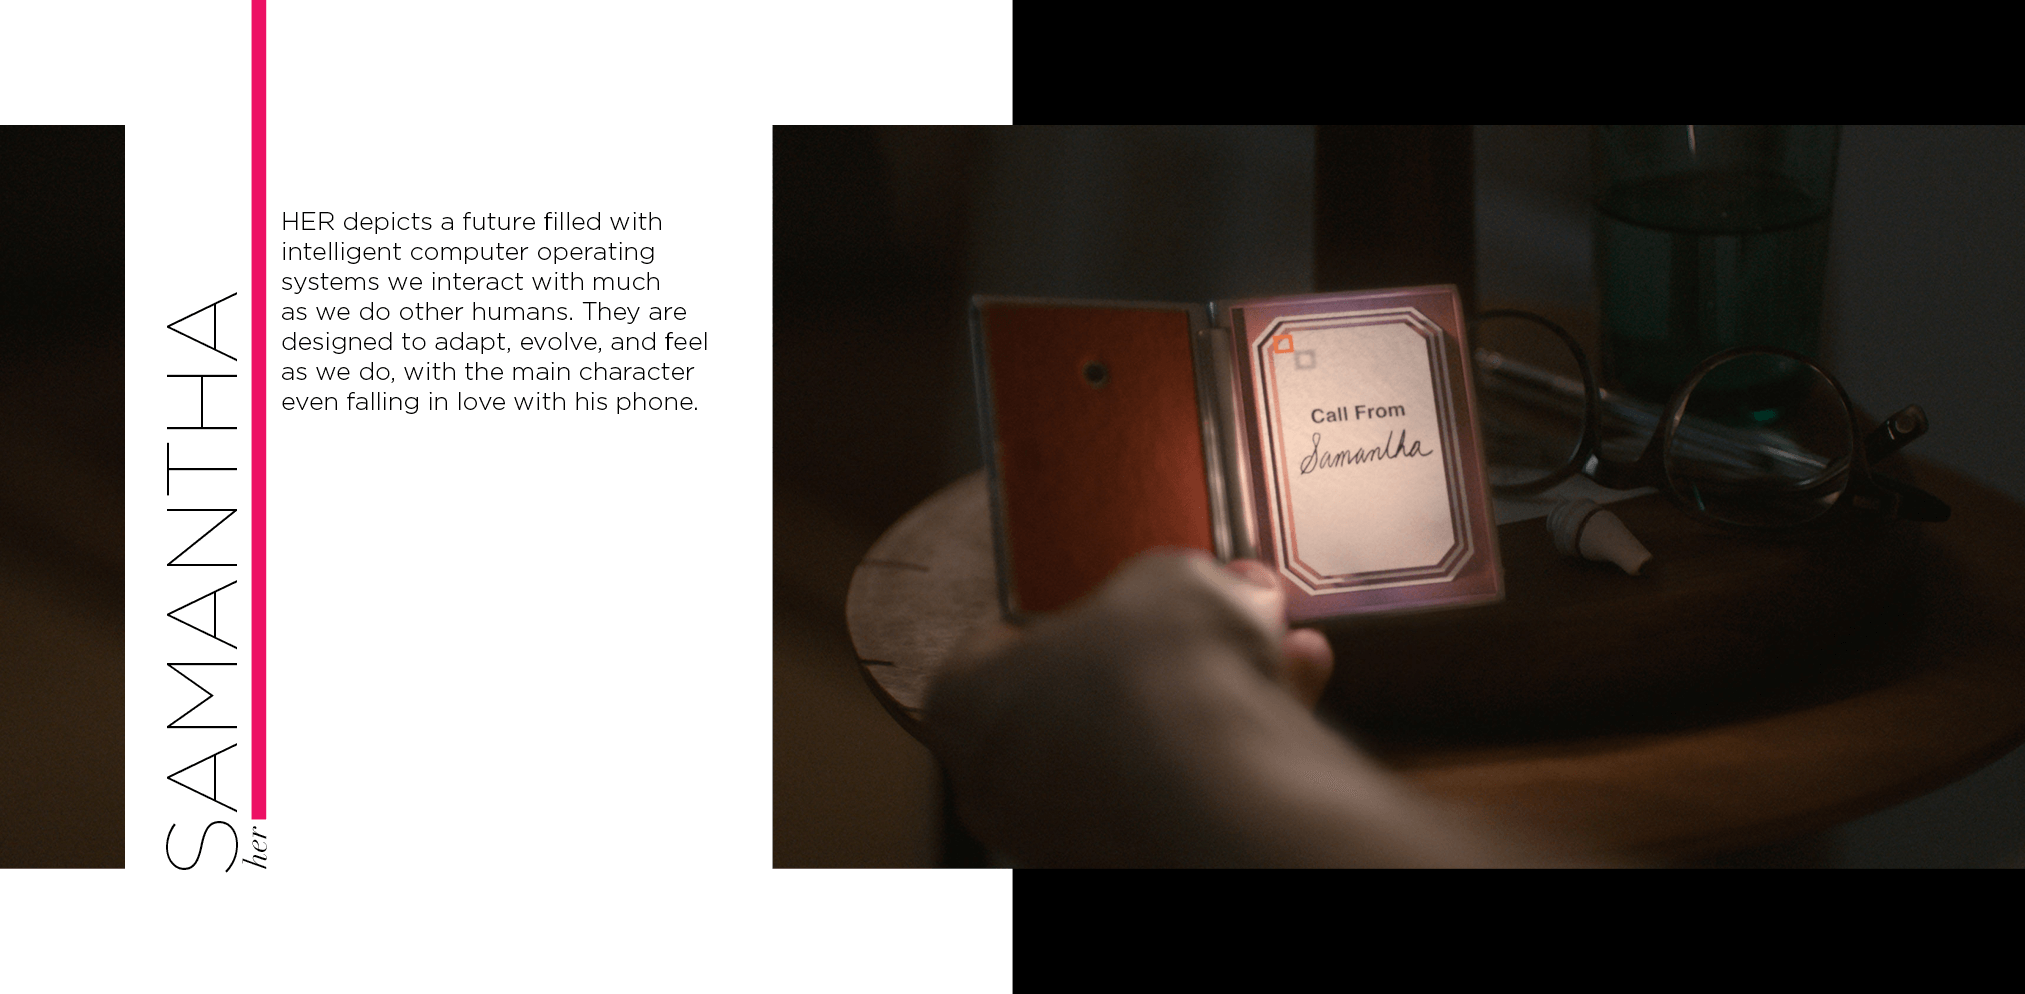 SAMANTHA
her
HER depicts a future filled with
intelligent computer operating
systems we interact with much
as we do other humans. They are
designed to adapt, evolve, and feel
as we do, with the main character
even falling in love with his phone.
Call From
Samantha